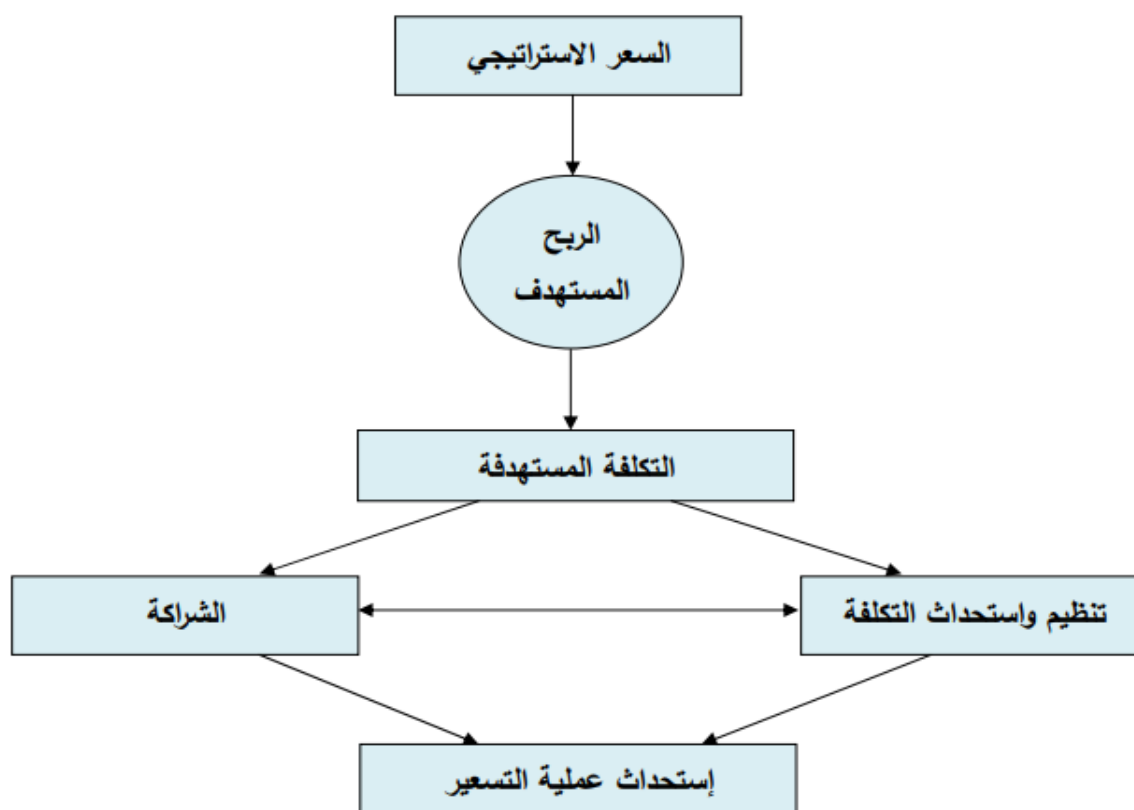 السعر الاستراتيجي
الربح
المستهدف
التكلفة المستهدفة
تنظيم واستحداث التكلفة
الشراكة
إستحداث عملية التسعير